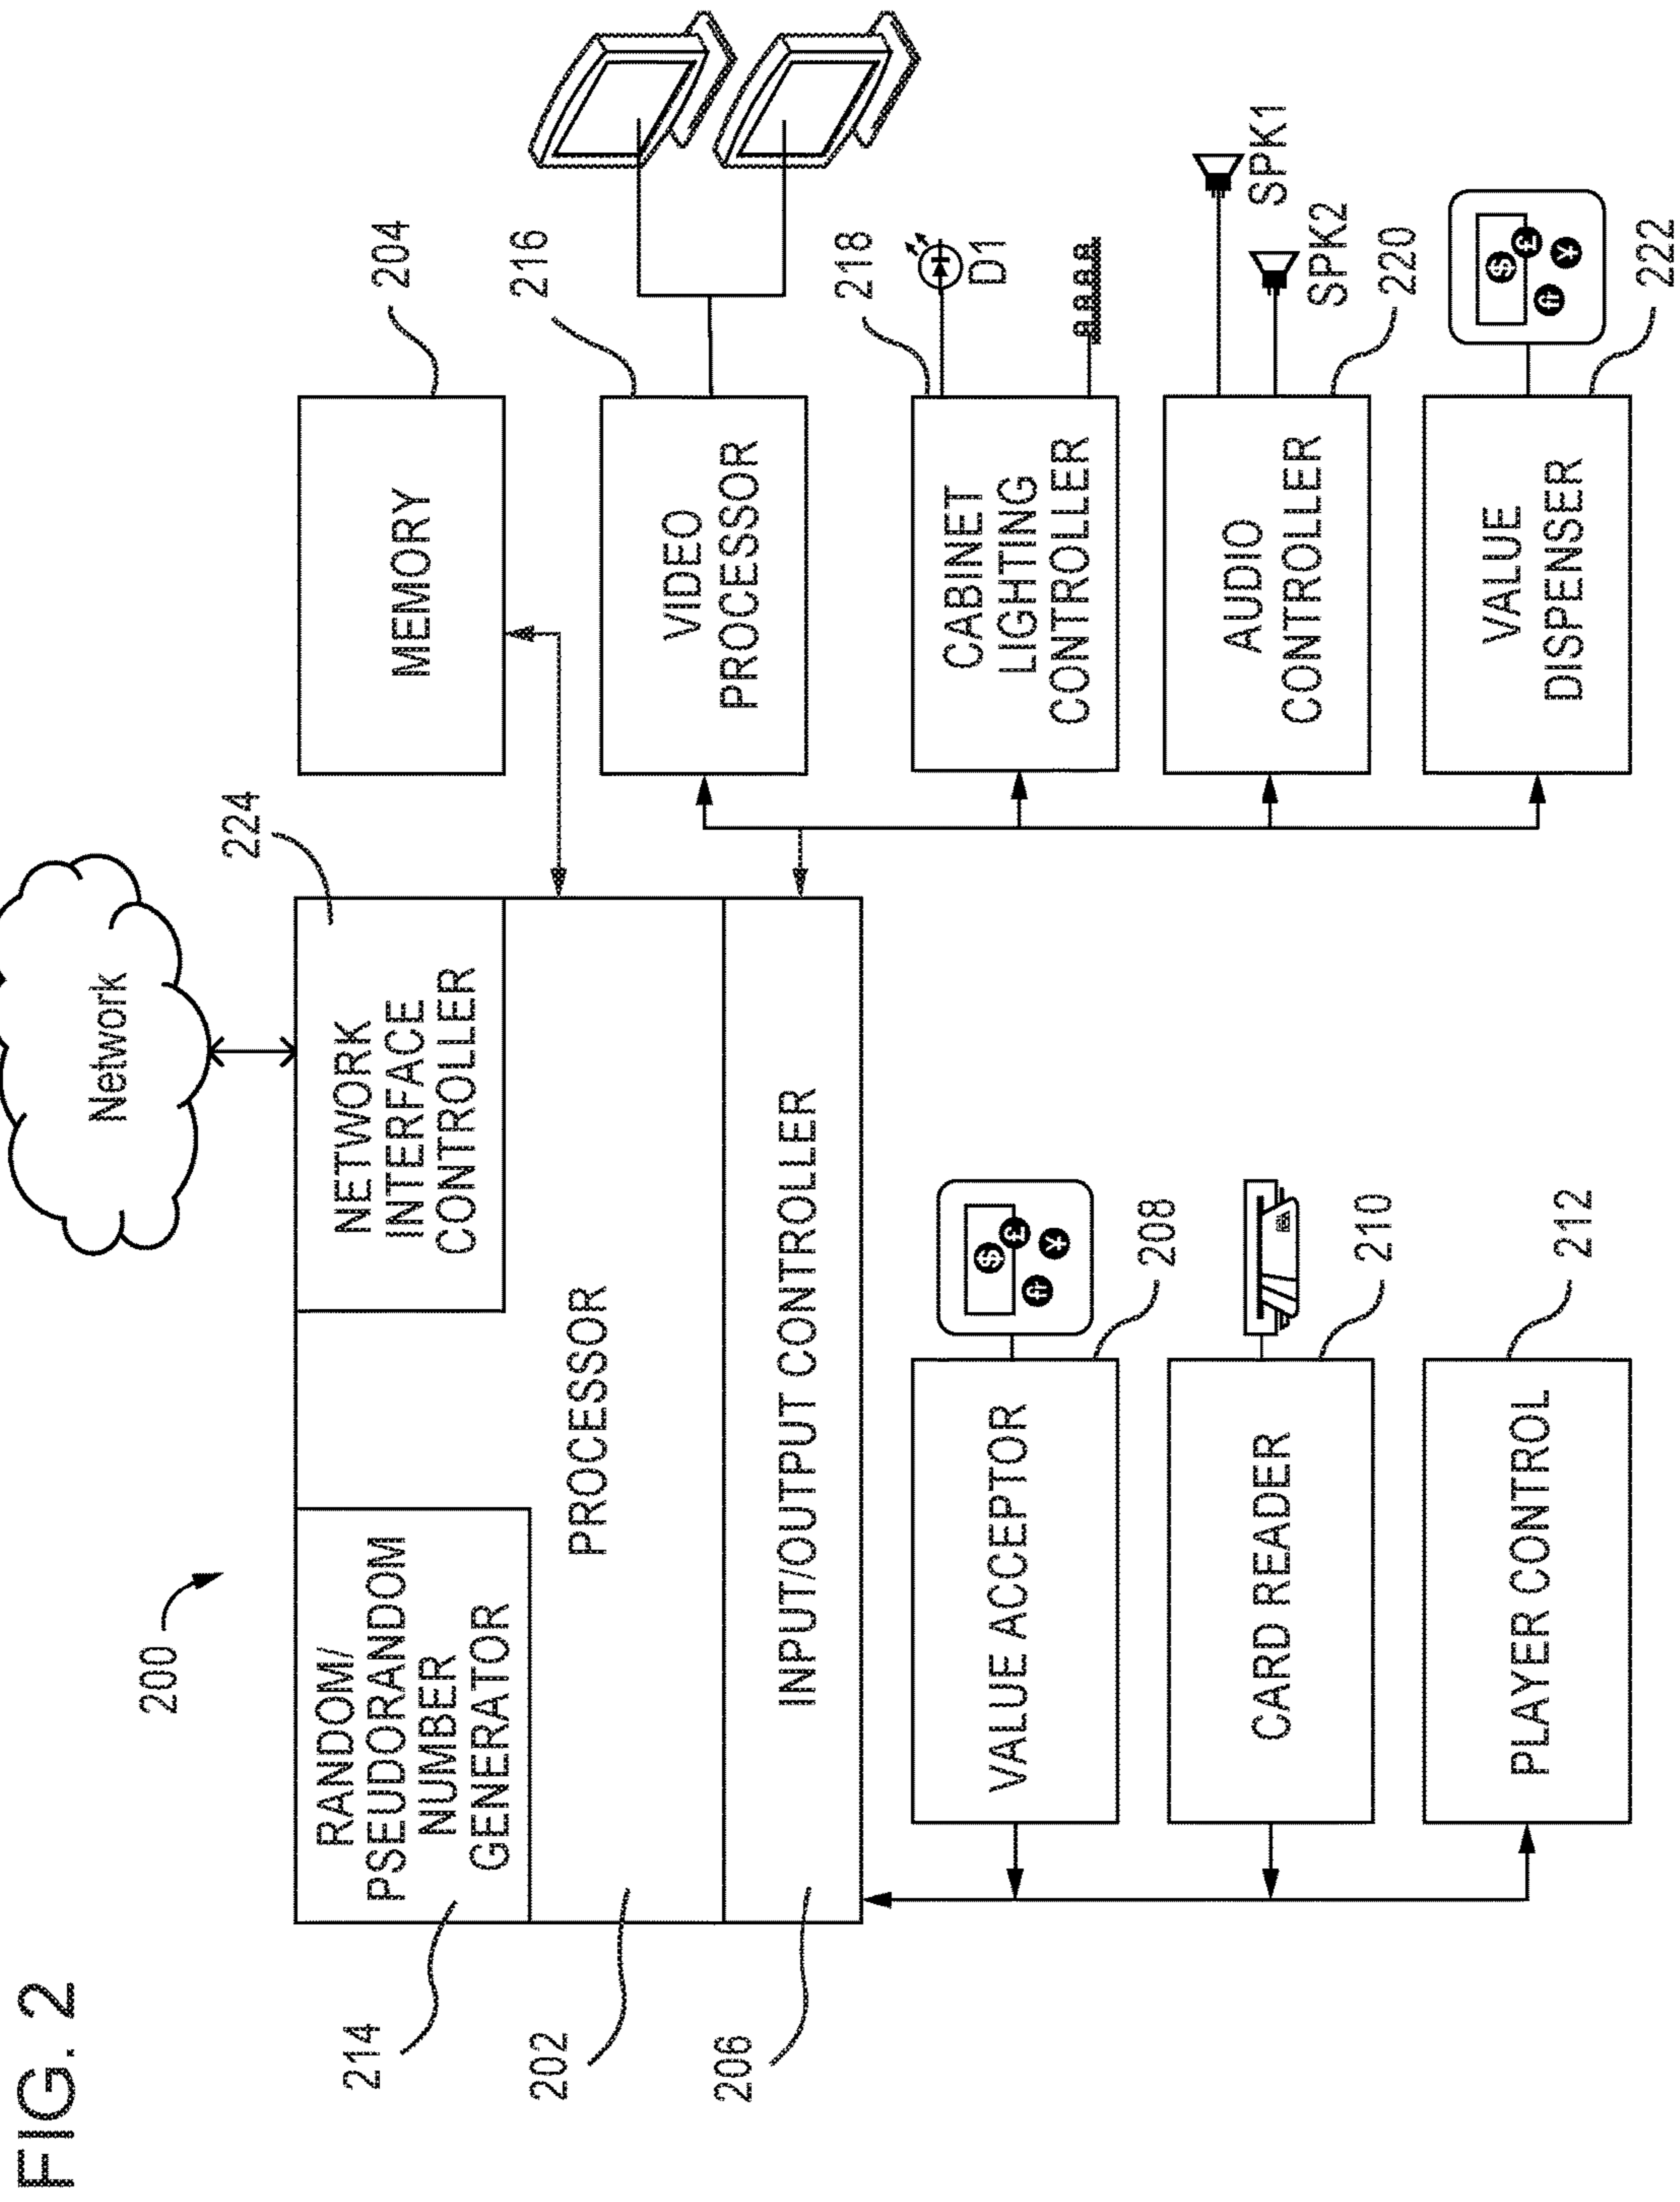 FIG. 2
200
Network
214
RANDOM/
PSEUDORANDOM
NUMBER
GENERATOR
NETWORK
INTERFACE
CONTROLLER
224
202
PROCESSOR
206
INPUT/OUTPUT CONTROLLER
VALUE ACCEPTOR
$
£
¥
fr
208
CARD READER
210
PLAYER CONTROL
212
MEMORY
204
VIDEO
PROCESSOR
216
CABINET
LIGHTING
CONTROLLER
218
D1
AUDIO
CONTROLLER
SPK1
SPK2
220
VALUE
DISPENSER
$
£
¥
fr
222